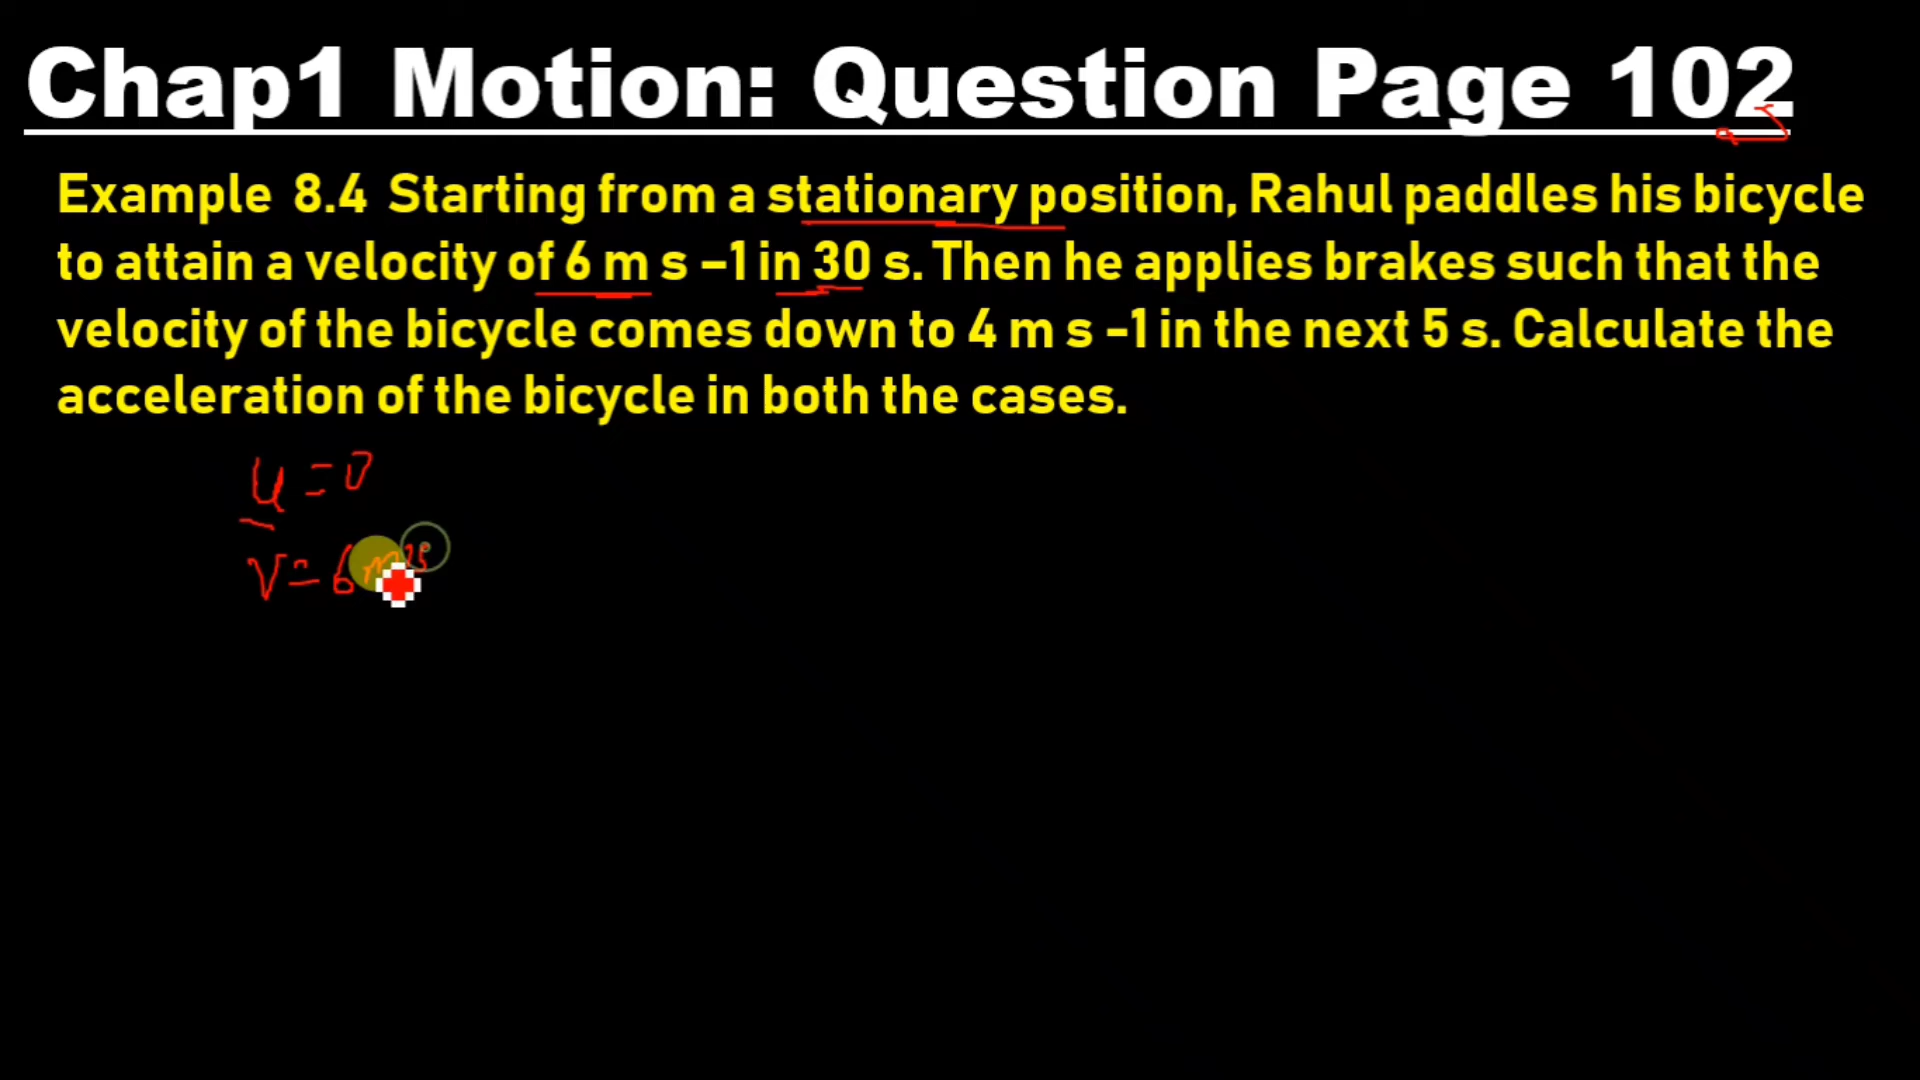 Chap1 Motion: Question Page 102
Example 8.4 Starting from a stationary position, Rahul paddles his bicycle
to attain a velocity of 6 m s –1 in 30 s. Then he applies brakes such that the
velocity of the bicycle comes down to 4 m s -1 in the next 5 s. Calculate the
acceleration of the bicycle in both the cases.
u = 0
v = 6 m/s